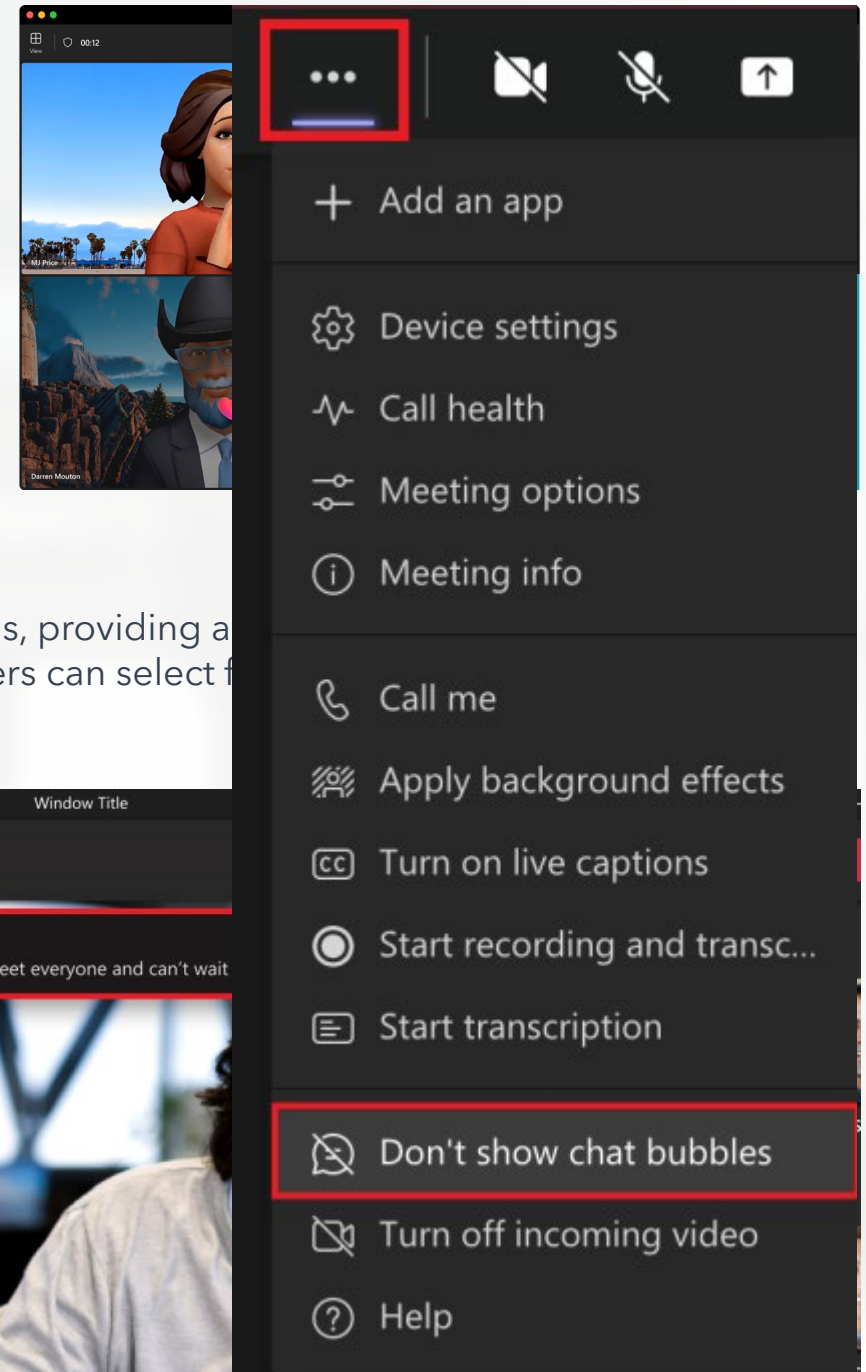 View
00:12
MJ Price
Darren Mouton
s, providing a
ers can select f
Window Title
eet everyone and can't wait
Add an app
Device settings
Call health
Meeting options
Meeting info
Call me
Apply background effects
CC
Turn on live captions
Start recording and transc...
Start transcription
Don't show chat bubbles
Turn off incoming video
Help